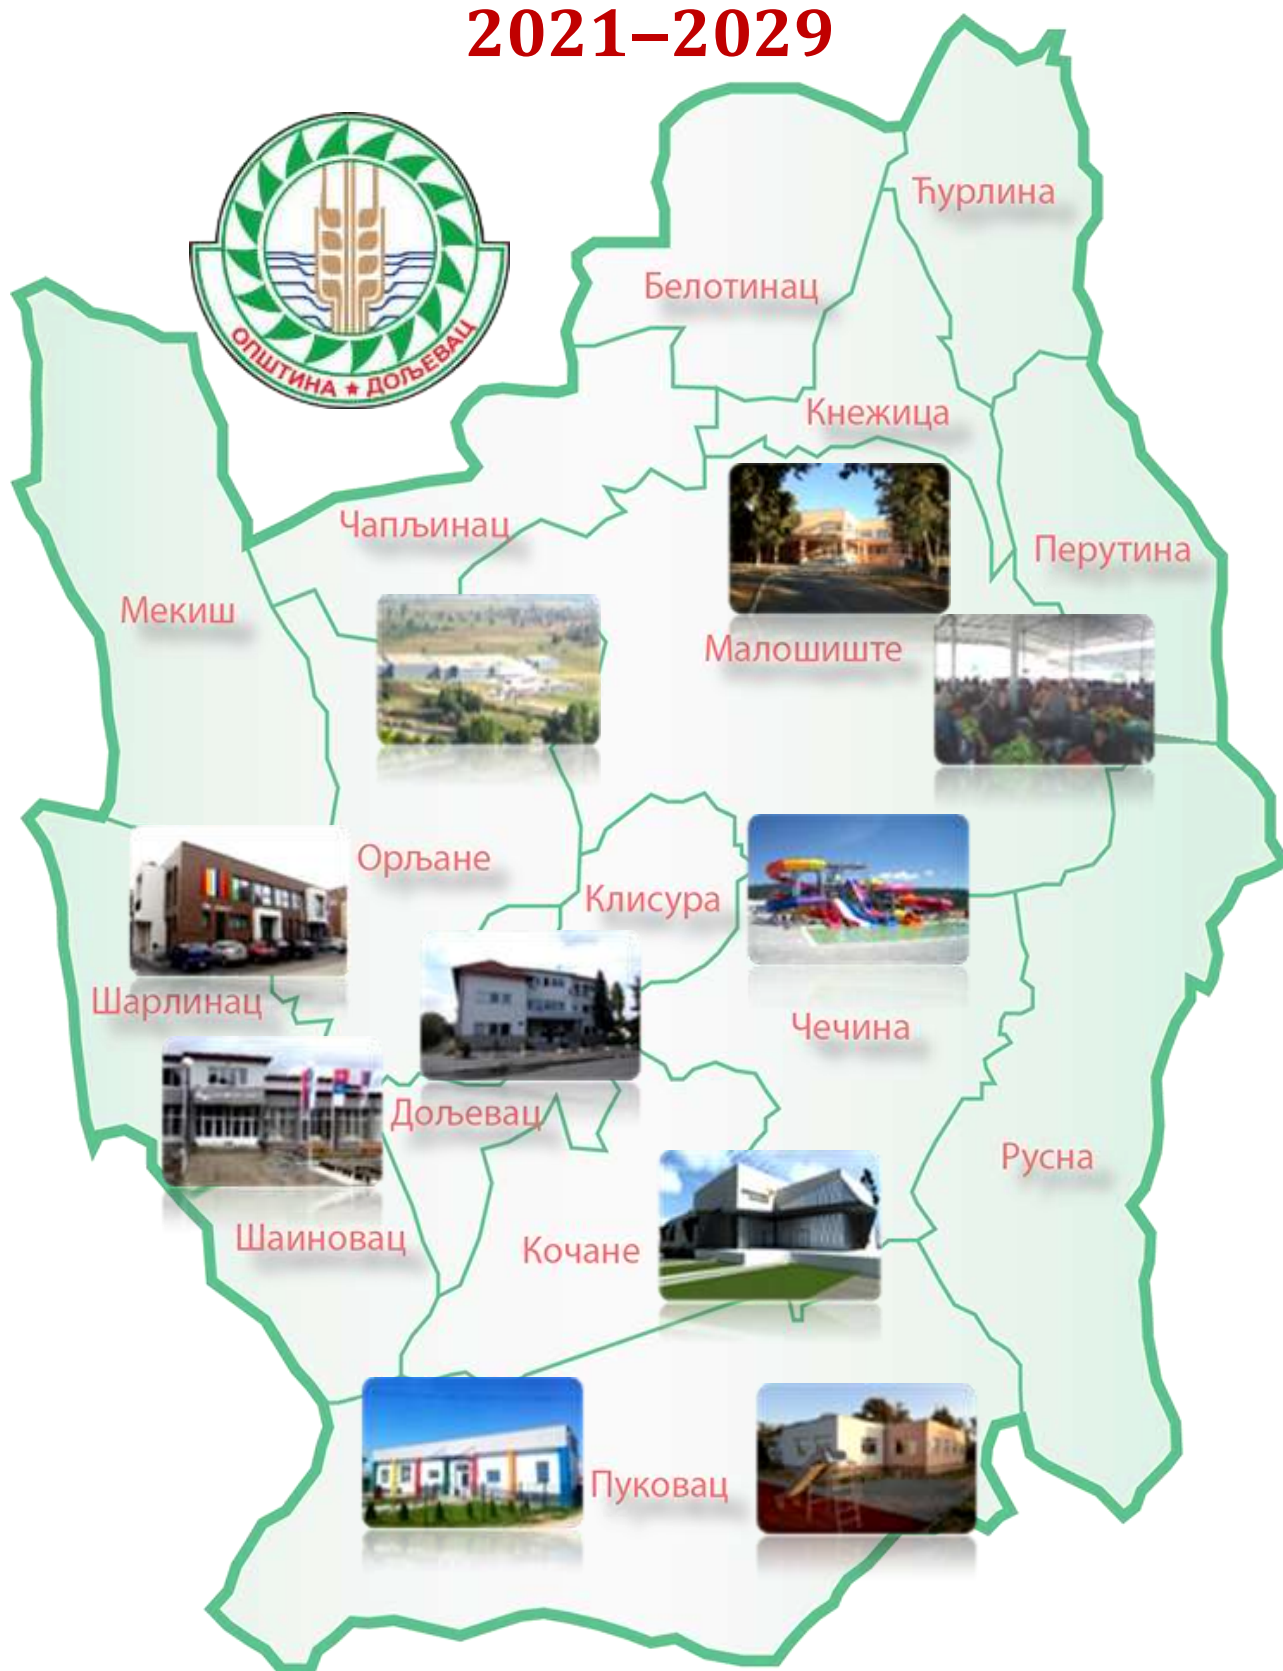 2021–2029
ОПШТИНА ★ ДОЉЕВАЦ
Ћурлина
Белотинац
Кнежица
Чапљинац
Перутина
Мекиш
Малошиште
Орљане
Клисура
Шарлинац
Чечина
Дољевац
Русна
Шаиновац
Кочане
Пуковац